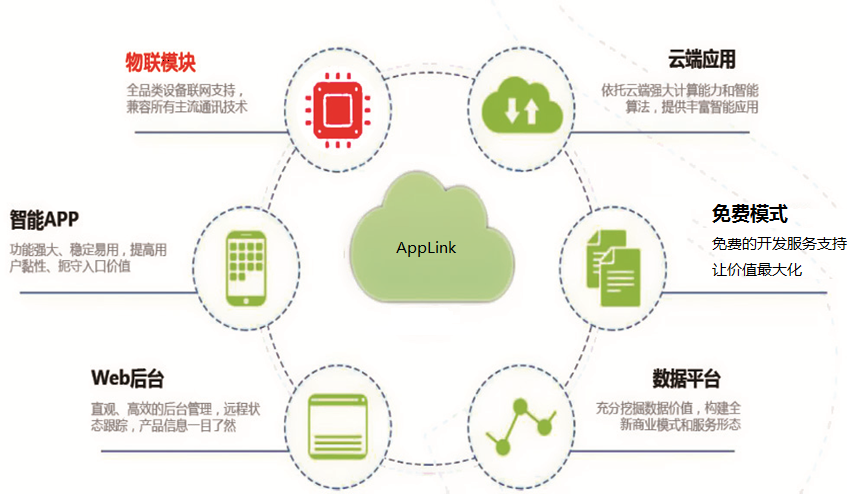 物联模块
全品类设备联网支持，
兼容所有主流通讯技术
云端应用
依托云端强大计算能力和智能
算法，提供丰富智能应用
智能APP
功能强大、稳定易用，提高用
户黏性、扼守入口价值
AppLink
免费模式
免费的开发服务支持
让价值最大化
Web后台
直观、高效的后台管理，远程状
态跟踪，产品信息一目了然
数据平台
充分挖掘数据价值，构建全
新商业模式和服务形态